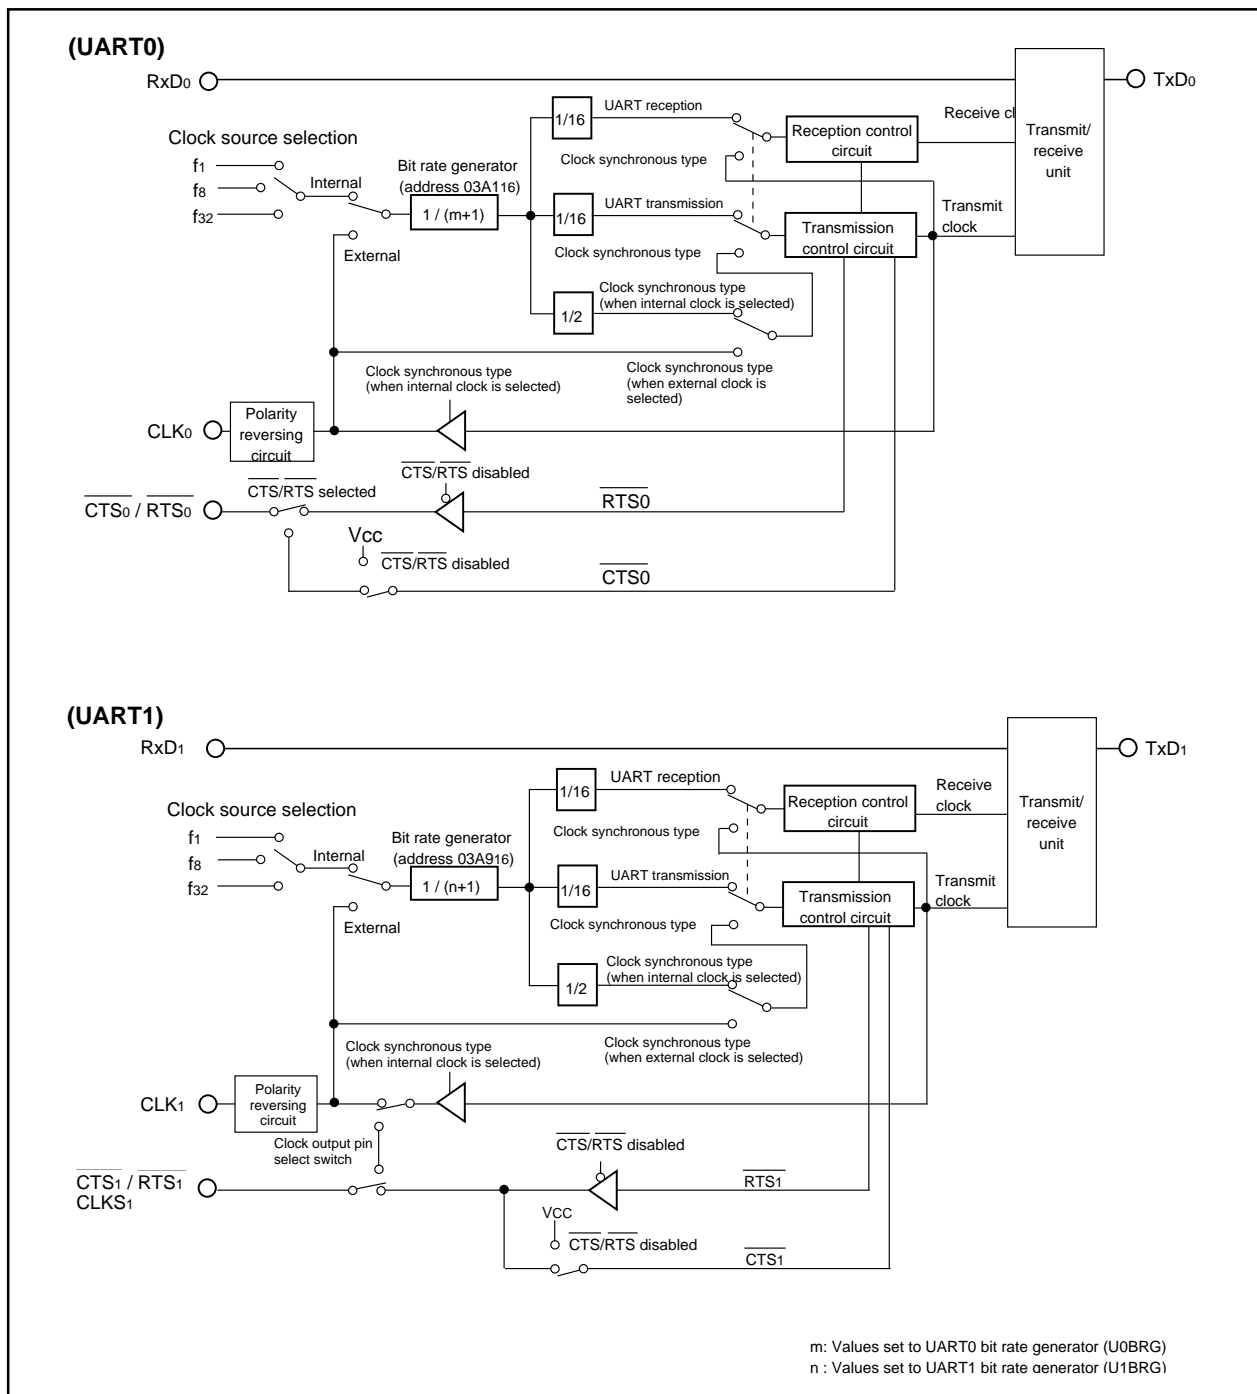 (UART0)
RxD0
TxD0
Clock source selection
f1
f8
f32
Internal
External
Bit rate generator
(address 03A116)
1 / (m+1)
1/16
UART reception
Clock synchronous type
1/16
UART transmission
Clock synchronous type
1/2
Clock synchronous type
(when internal clock is selected)
Clock synchronous type
(when external clock is
selected)
Reception control
circuit
Transmission
control circuit
Receive cl
Transmit
clock
Transmit/
receive
unit
Clock synchronous type
(when internal clock is selected)
CLK0
Polarity
reversing
circuit
CTS/RTS disabled
CTS0 / RTS0
CTS/RTS selected
RTS0
Vcc
CTS/RTS disabled
CTS0
(UART1)
RxD1
TxD1
Clock source selection
f1
f8
f32
Internal
External
Bit rate generator
(address 03A916)
1 / (n+1)
1/16
UART reception
Clock synchronous type
1/16
UART transmission
Clock synchronous type
1/2
Clock synchronous type
(when internal clock is selected)
Clock synchronous type
(when external clock is selected)
Reception control
circuit
Transmission
control circuit
Receive
clock
Transmit
clock
Transmit/
receive
unit
Clock synchronous type
(when internal clock is selected)
CLK1
Polarity
reversing
circuit
Clock output pin
select switch
CTS/RTS disabled
CTS1 / RTS1
CLKS1
RTS1
VCC
CTS/RTS disabled
CTS1
m: Values set to UART0 bit rate generator (U0BRG)
n : Values set to UART1 bit rate generator (U1BRG)